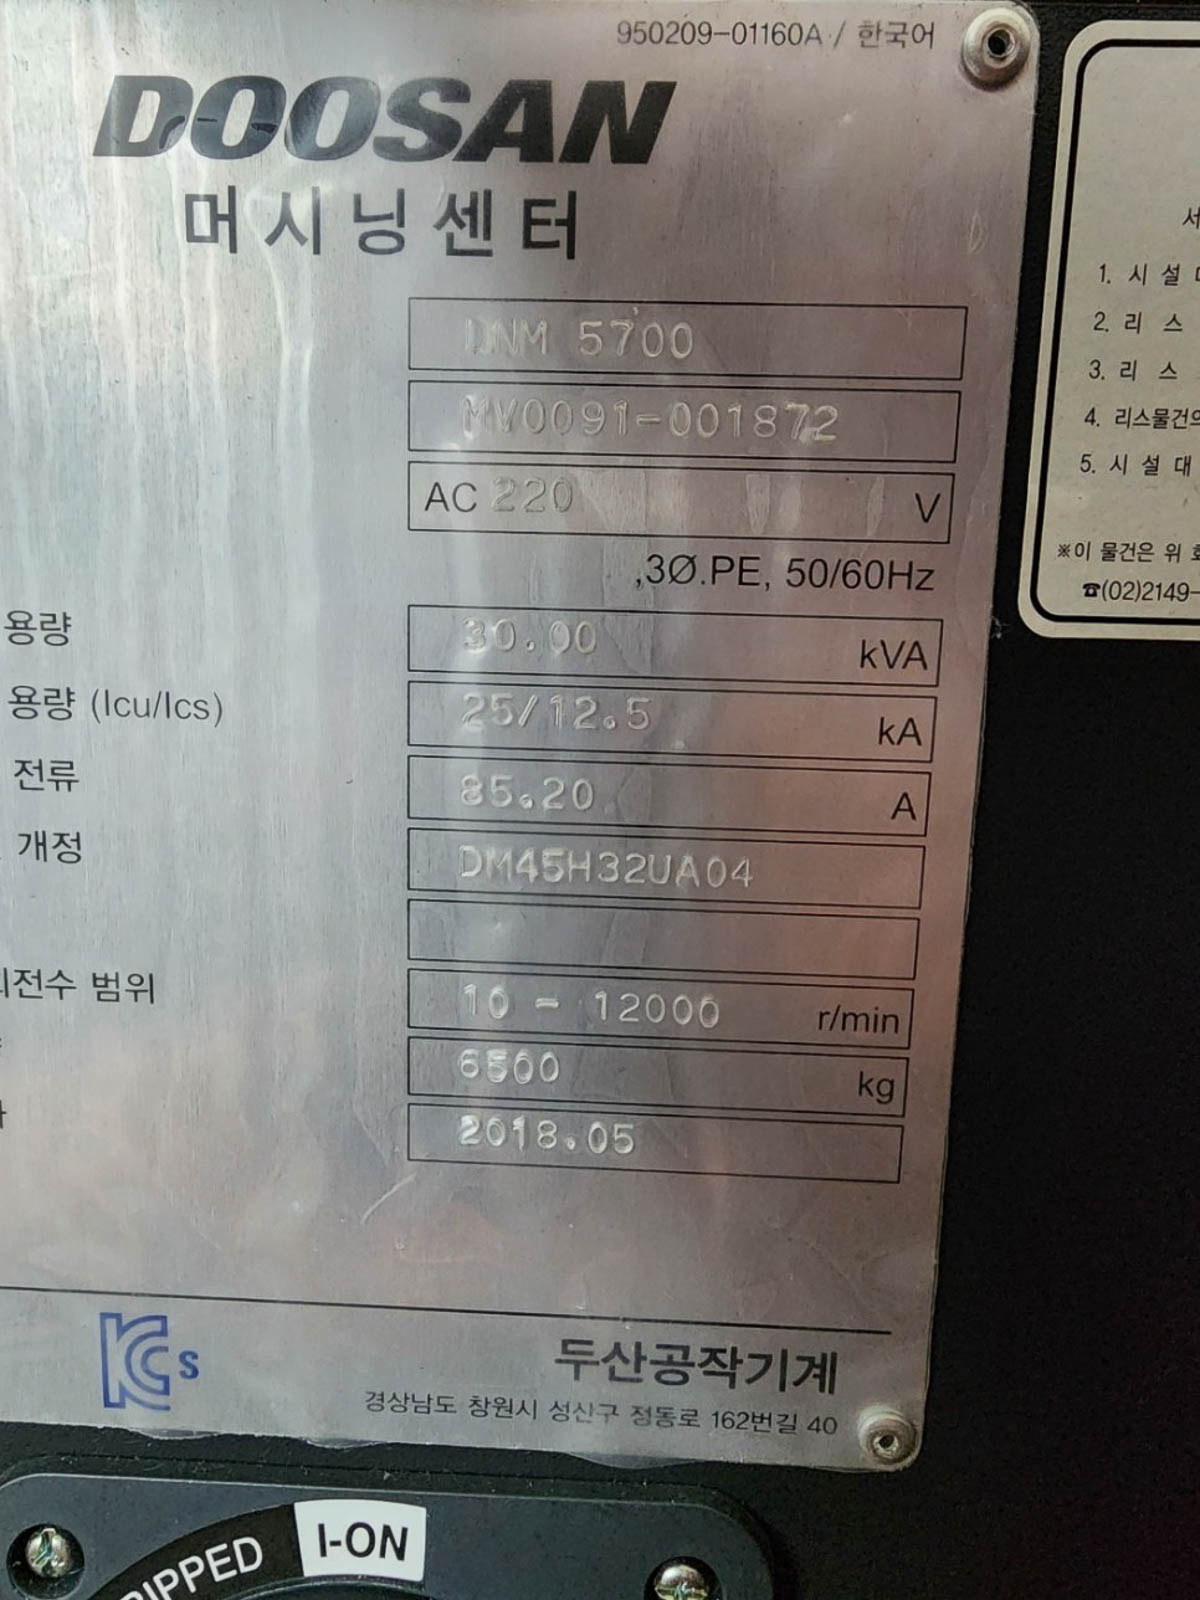 950209-01160A / 한국어
DOOSAN
머시닝센터
DNM 5700
MV0091-001872
AC 220 V
,3Ø.PE, 50/60Hz
용량 30.00 kVA
용량 (Icu/Ics) 25/12.5 kA
전류 85.20 A
개정 DM45H32UA04
범위 10 - 12000 r/min
6500 kg
2018.05
KCs
두산공작기계
경상남도 창원시 성산구 정동로 162번길 40
I-ON
1. 시 설
2. 리 스
3. 리 스
4. 리스물건의
5. 시 설 대
※이 물건은 위
☎(02)2149-